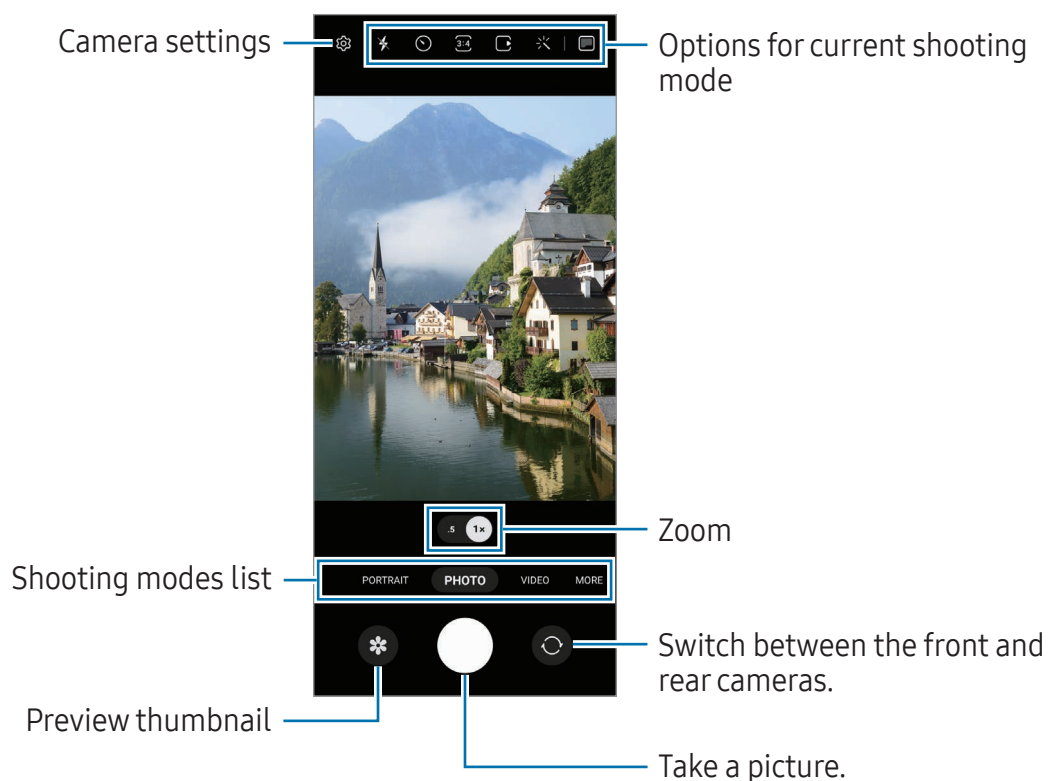 Camera settings
3:4
Options for current shooting
mode
.5 1×
Zoom
Shooting modes list
PORTRAIT PHOTO VIDEO MORE
Switch between the front and
rear cameras.
Preview thumbnail
Take a picture.